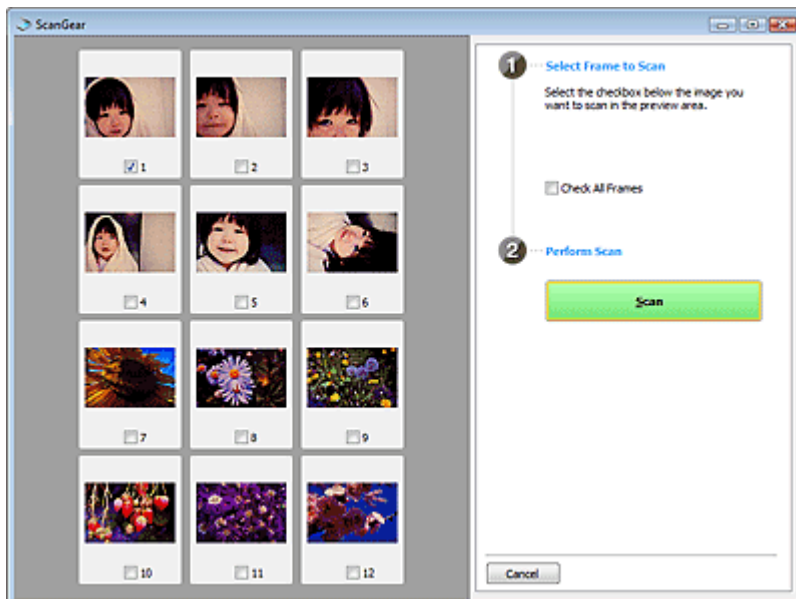 ScanGear
1
2
3
4
5
6
7
8
9
10
11
12
1 Select Frame to Scan
Select the checkbox below the image you
want to scan in the preview area.
Check All Frames
2 Perform Scan
Scan
Cancel